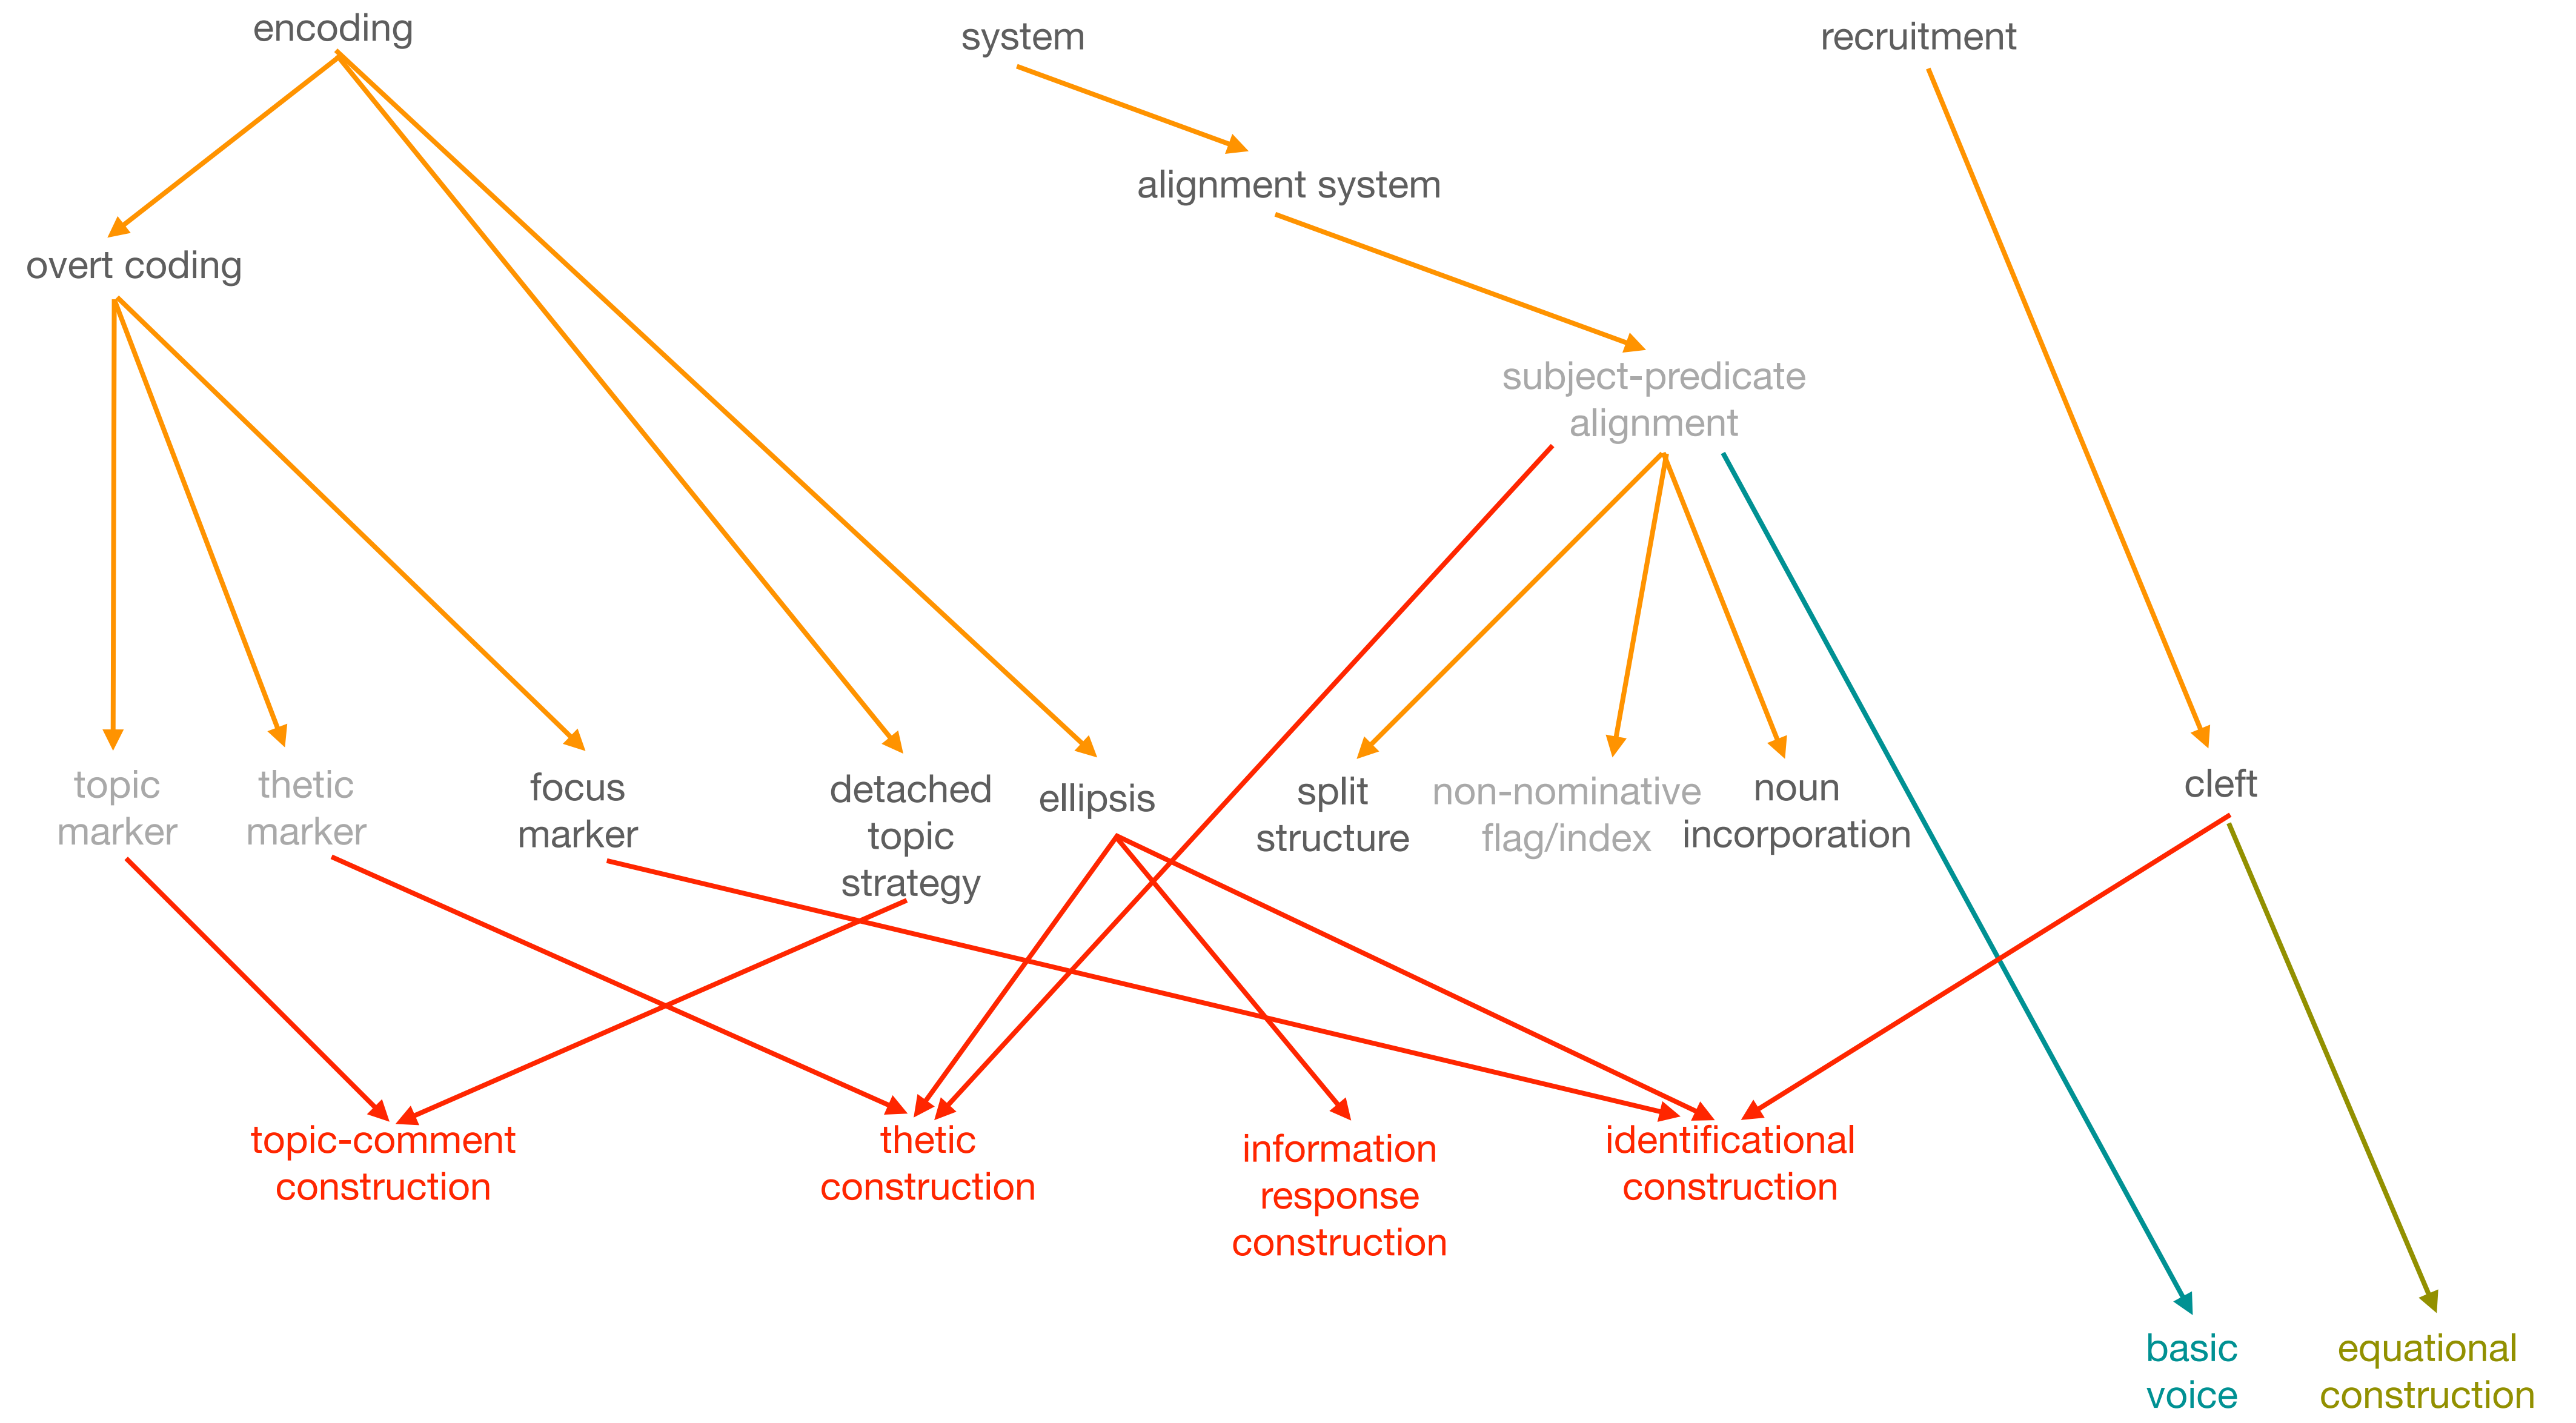 encoding
system
recruitment
alignment system
overt coding
subject-predicate
alignment
topic
marker
thetic
marker
focus
marker
detached
topic
strategy
ellipsis
split
structure
non-nominative
flag/index
noun
incorporation
cleft
topic-comment
construction
thetic
construction
information
response
construction
identificational
construction
basic
voice
equational
construction